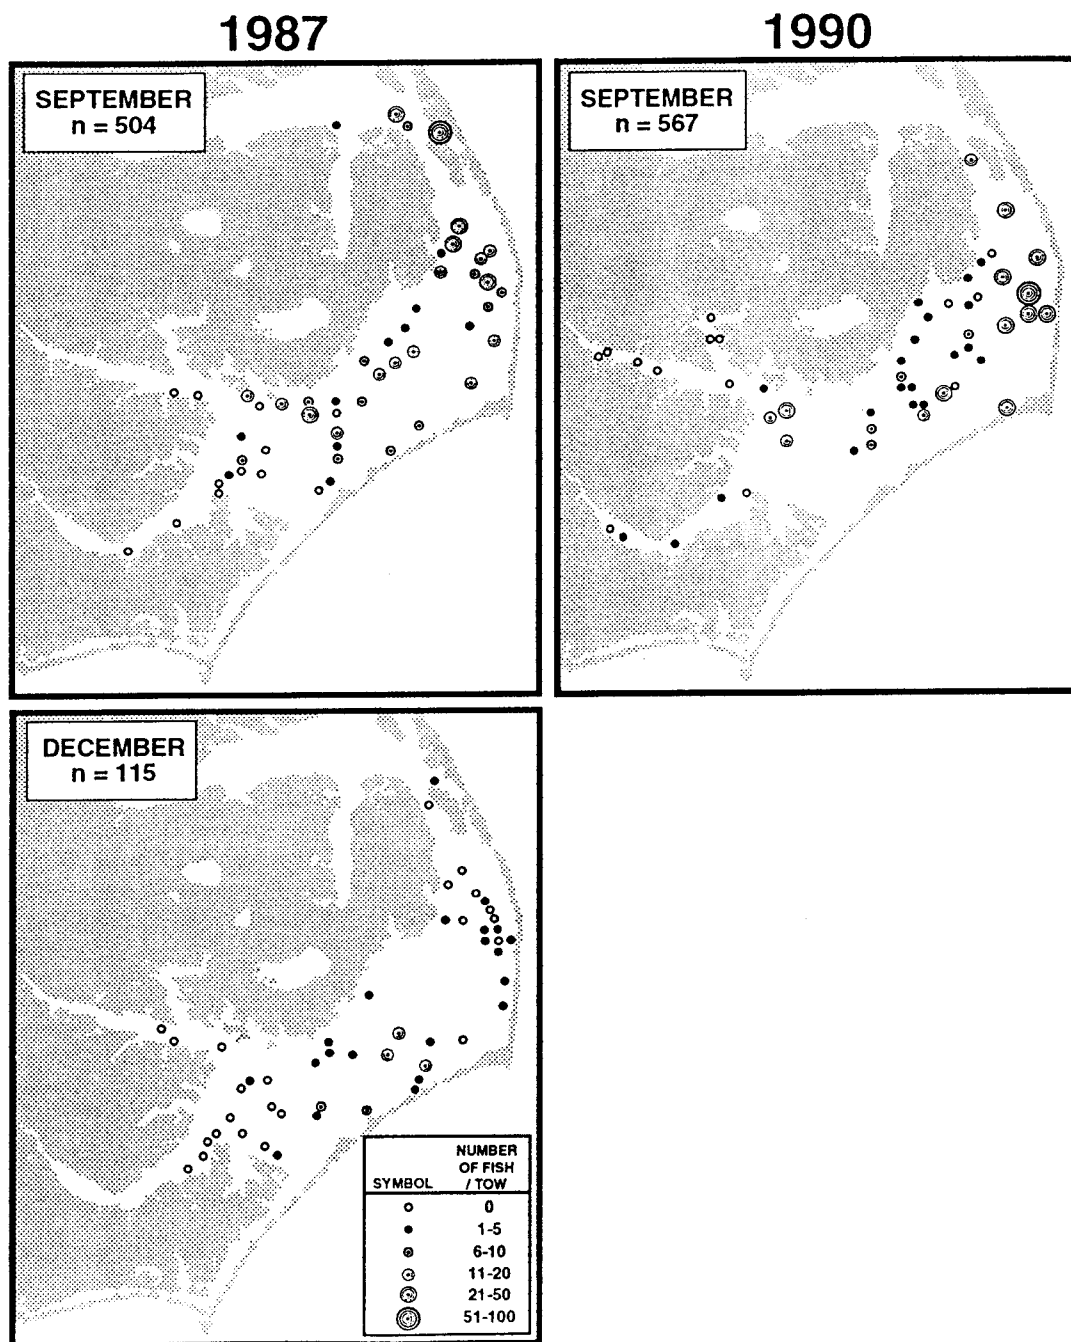 1987
1990
SEPTEMBER
n = 504
SEPTEMBER
n = 567
DECEMBER
n = 115
NUMBER
OF FISH
SYMBOL / TOW
0
1-5
6-10
11-20
21-50
51-100